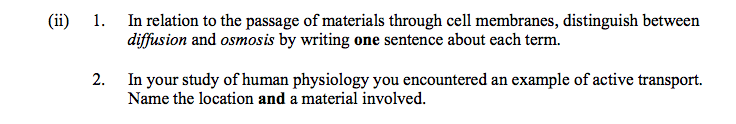 (ii) 1. In relation to the passage of materials through cell membranes, distinguish between
diffusion and osmosis by writing one sentence about each term.
2. In your study of human physiology you encountered an example of active transport.
Name the location and a material involved.